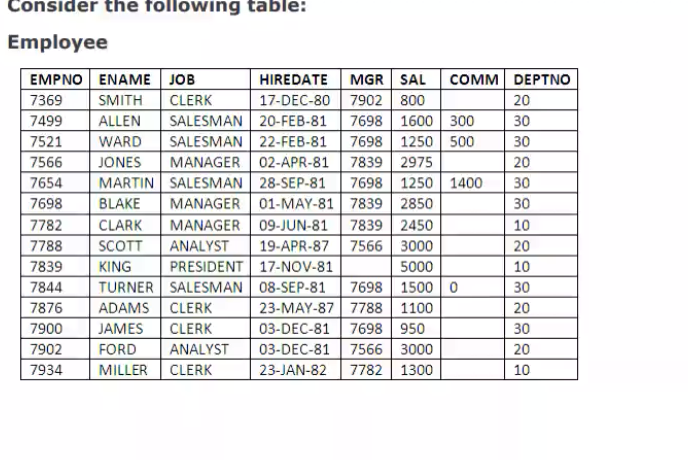 Consider the following table:
Employee
EMPNO ENAME JOB HIREDATE MGR SAL COMM DEPTNO
7369 SMITH CLERK 17-DEC-80 7902 800 20
7499 ALLEN SALESMAN 20-FEB-81 7698 1600 300 30
7521 WARD SALESMAN 22-FEB-81 7698 1250 500 30
7566 JONES MANAGER 02-APR-81 7839 2975 20
7654 MARTIN SALESMAN 28-SEP-81 7698 1250 1400 30
7698 BLAKE MANAGER 01-MAY-81 7839 2850 30
7782 CLARK MANAGER 09-JUN-81 7839 2450 10
7788 SCOTT ANALYST 19-APR-87 7566 3000 20
7839 KING PRESIDENT 17-NOV-81 5000 10
7844 TURNER SALESMAN 08-SEP-81 7698 1500 0 30
7876 ADAMS CLERK 23-MAY-87 7788 1100 20
7900 JAMES CLERK 03-DEC-81 7698 950 30
7902 FORD ANALYST 03-DEC-81 7566 3000 20
7934 MILLER CLERK 23-JAN-82 7782 1300 10